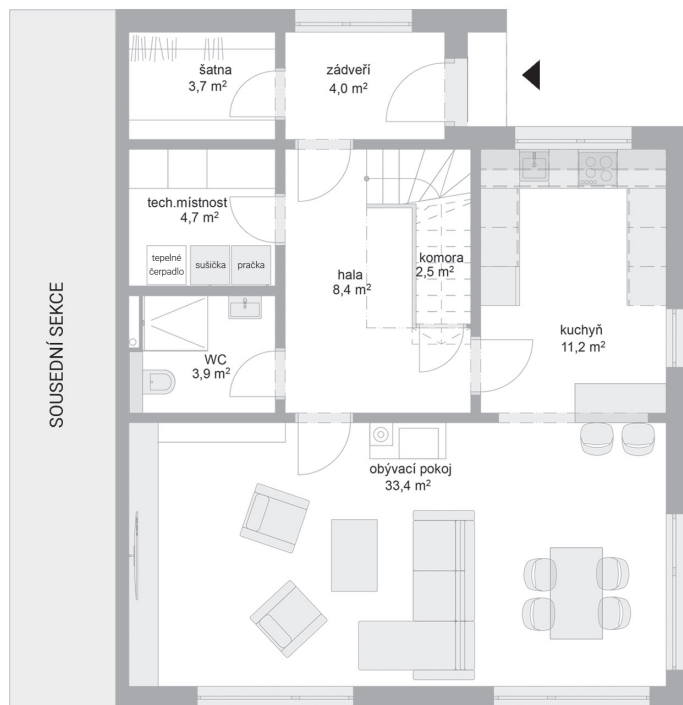 šatna
3,7 m²
zádveří
4,0 m²
tech.místnost
4,7 m²
tepelné
čerpadlo
sušička
pračka
hala
8,4 m²
komora
2,5 m²
kuchyň
11,2 m²
WC
3,9 m²
SOUSEDNÍ SEKCE
obývací pokoj
33,4 m²